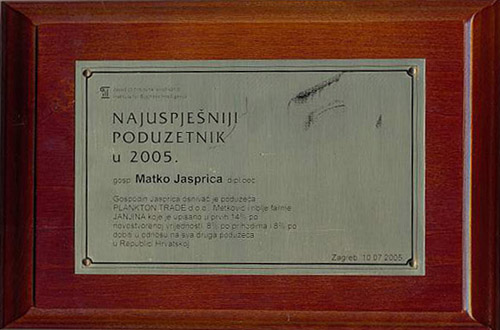 NAJUSPJEŠNIJI
PODUZETNIK
u 2005.
gosp. Matko Jasprica dipl.oec.
Gospodin Jasprica osnivač je poduzeća
PLANKTON TRADE d.o.o., Metković i riblje farme
JANJINA koje je upisano u prvih 14% po
novostvorenoj vrijednosti, 8% po prihodima i 8% po
dobiti u odnosu na sva druga poduzeća
u Republici Hrvatskoj.
Zagreb, 10.07.2005.